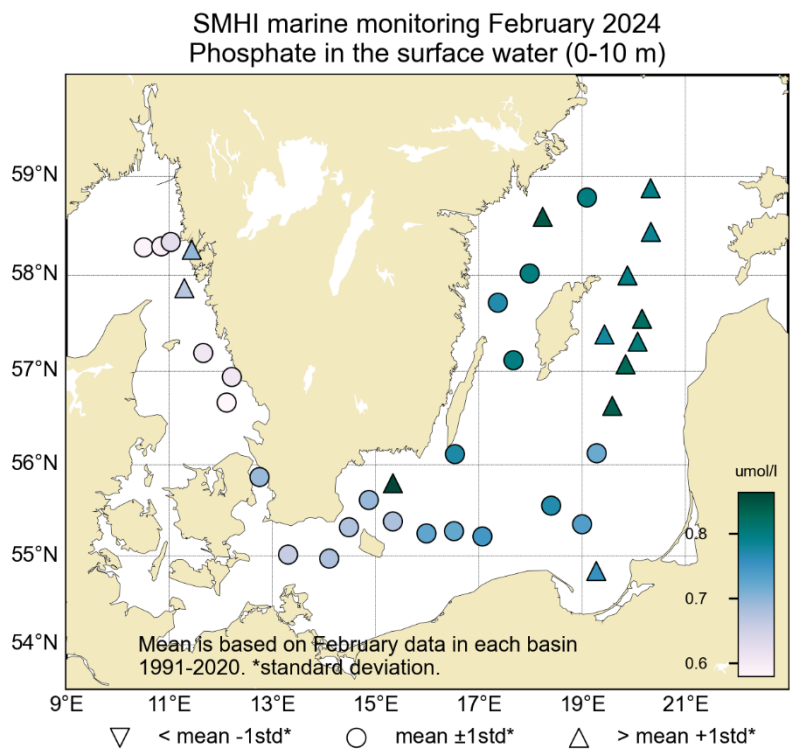 SMHI marine monitoring February 2024
Phosphate in the surface water (0-10 m)
59°N
58°N
57°N
56°N
55°N
54°N
umol/l
0.8
0.7
0.6
Mean is based on February data in each basin
1991-2020. *standard deviation.
9°E 11°E 13°E 15°E 17°E 19°E 21°E
< mean -1std* mean ±1std* > mean +1std*